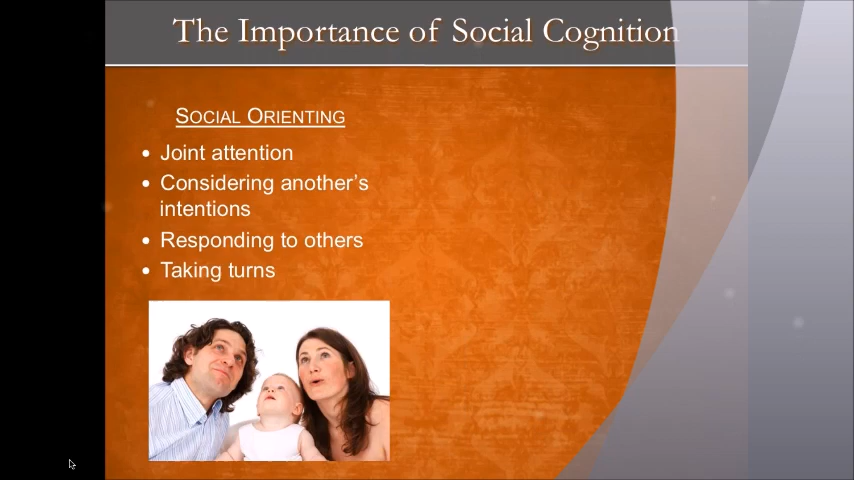 The Importance of Social Cognition
Social Orienting
• Joint attention
• Considering another’s
intentions
• Responding to others
• Taking turns